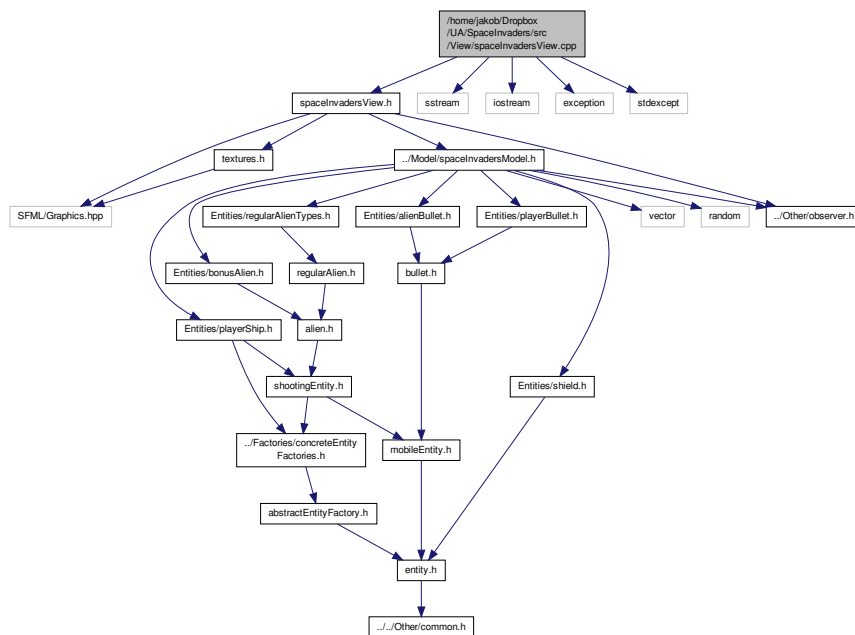 /home/jakob/Dropbox
/UA/SpaceInvaders/src
/View/spaceInvadersView.cpp
spaceInvadersView.h
sstream
iostream
exception
stdexcept
textures.h
../Model/spaceInvadersModel.h
SFML/Graphics.hpp
Entities/regularAlienTypes.h
Entities/alienBullet.h
Entities/playerBullet.h
vector
random
../Other/observer.h
Entities/bonusAlien.h
regularAlien.h
bullet.h
Entities/playerShip.h
alien.h
shootingEntity.h
Entities/shield.h
../Factories/concreteEntity
Factories.h
mobileEntity.h
abstractEntityFactory.h
entity.h
../../Other/common.h